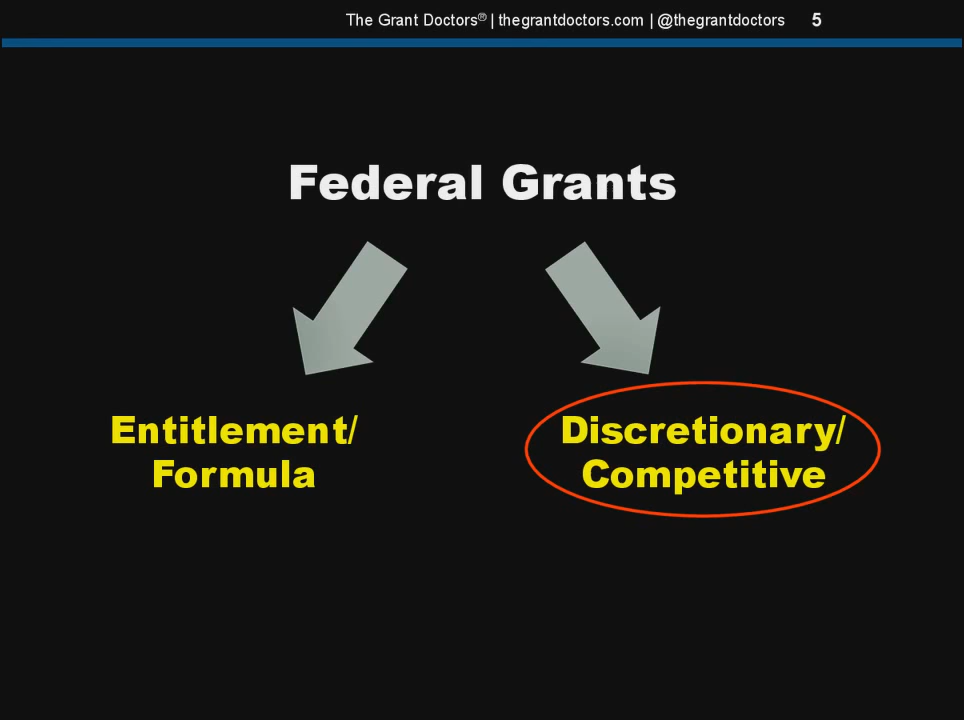 The Grant Doctors® | thegrantdoctors.com | @thegrantdoctors 5
Federal Grants
Entitlement/
Formula
Discretionary/
Competitive